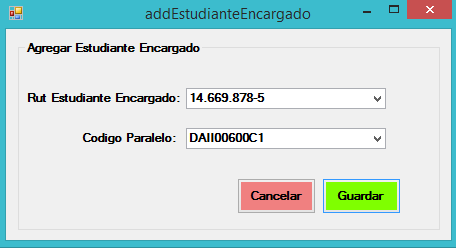 addEstudianteEncargado
Agregar Estudiante Encargado
Rut Estudiante Encargado: 14.669.878-5
Codigo Paralelo: DAII00600C1
Cancelar Guardar